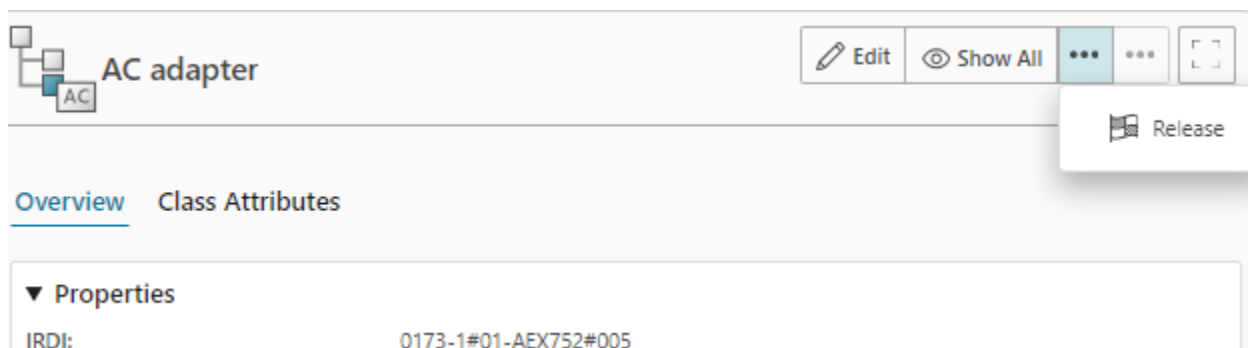 AC adapter
AC
Edit
Show All
Release
Overview Class Attributes
Properties
IRDI: 0173-1#01-AEX752#005